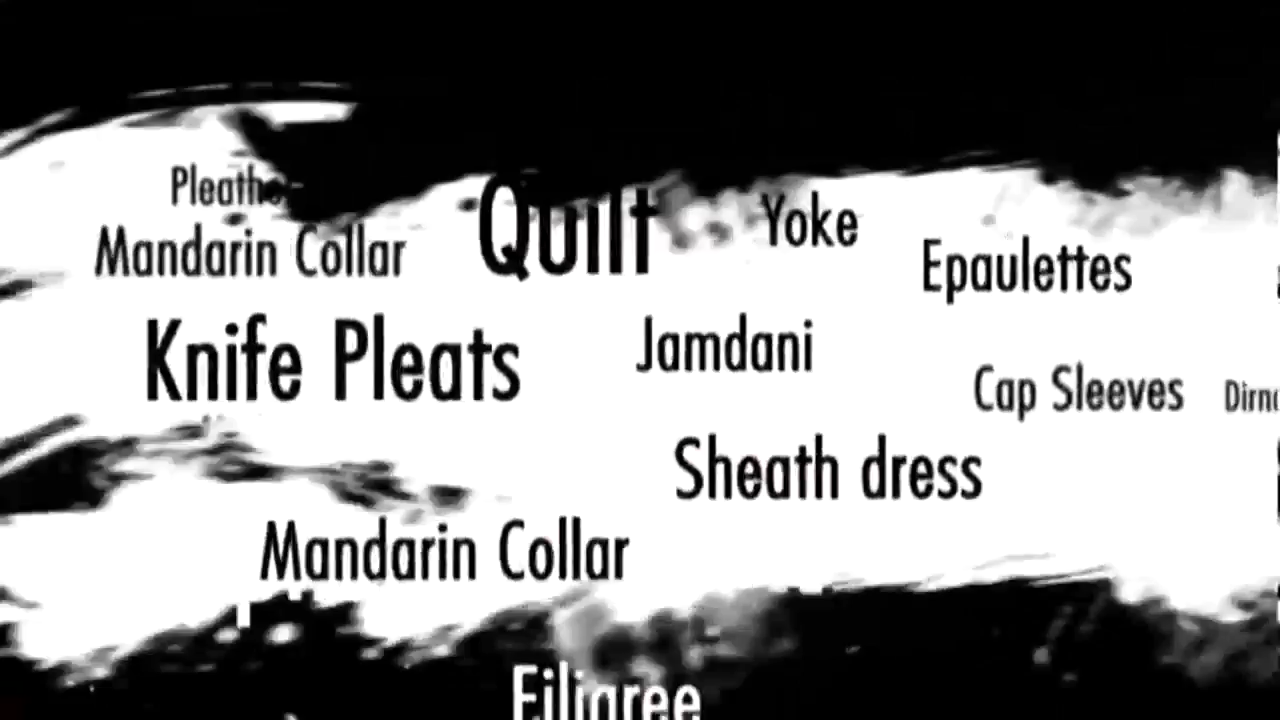 Mandarin Collar
Quilt
Yoke
Epaulettes
Knife Pleats
Jamdani
Cap Sleeves
Sheath dress
Mandarin Collar
Filigree